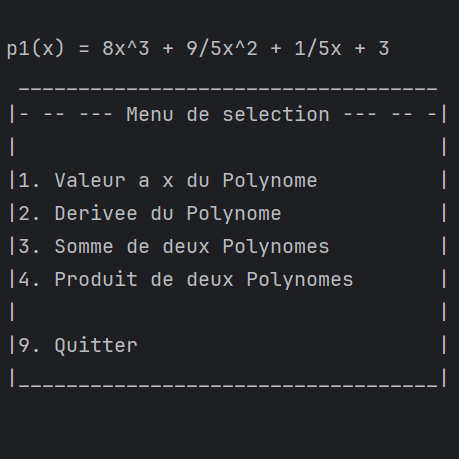 p1(x) = 8x^3 + 9/5x^2 + 1/5x + 3
 ___________________________________
|- -- --- Menu de selection --- -- -|
|                                   |
|1. Valeur a x du Polynome          |
|2. Derivee du Polynome             |
|3. Somme de deux Polynomes         |
|4. Produit de deux Polynomes       |
|                                   |
|9. Quitter                         |
|___________________________________|